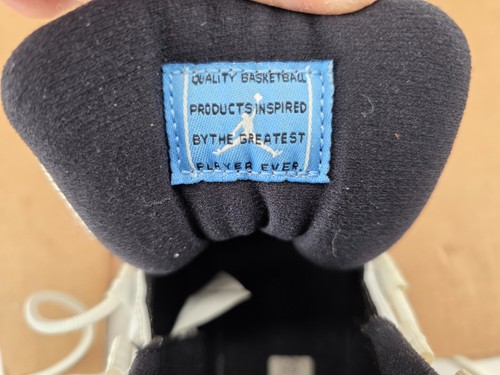 QUALITY BASKETBALL
PRODUCTS INSPIRED
BY THE GREATEST
PLAYER EVER